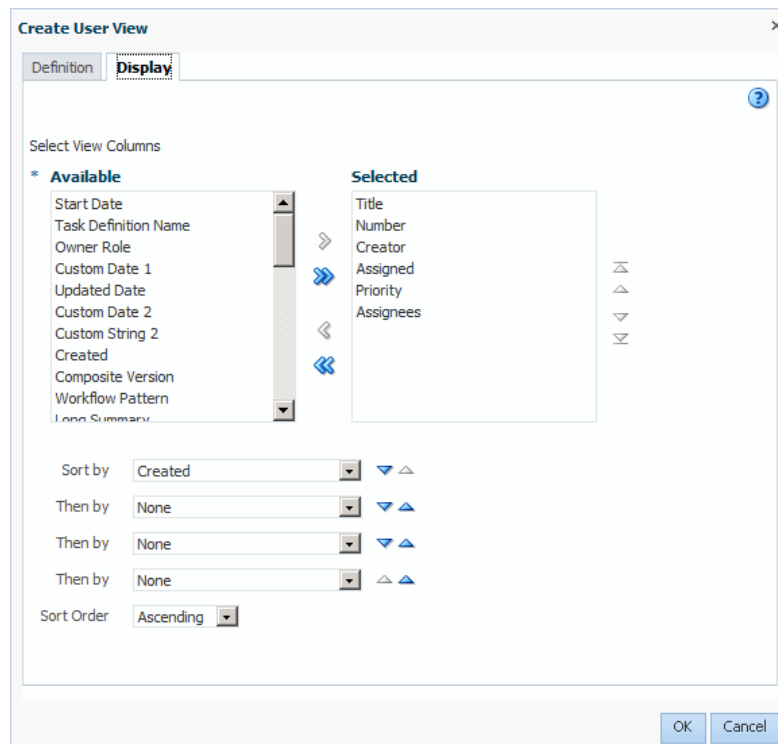 Create User View
Definition Display
Select View Columns
* Available Selected
Start Date
Task Definition Name
Owner Role
Custom Date 1
Updated Date
Custom Date 2
Custom String 2
Created
Composite Version
Workflow Pattern
Long Summary
Title
Number
Creator
Assigned
Priority
Assignees
Sort by Created
Then by None
Then by None
Then by None
Sort Order Ascending
OK Cancel